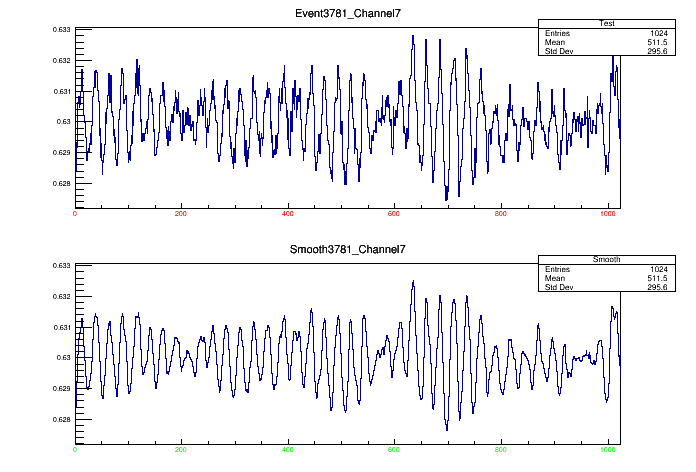 Event3781_Channel7
Test
Entries 1024
Mean 511.5
Std Dev 295.6
0.633
0.632
0.631
0.63
0.629
0.628
0 200 400 600 800 1000
Smooth3781_Channel7
Smooth
Entries 1024
Mean 511.5
Std Dev 295.6
0.633
0.632
0.631
0.63
0.629
0.628
0 200 400 600 800 1000